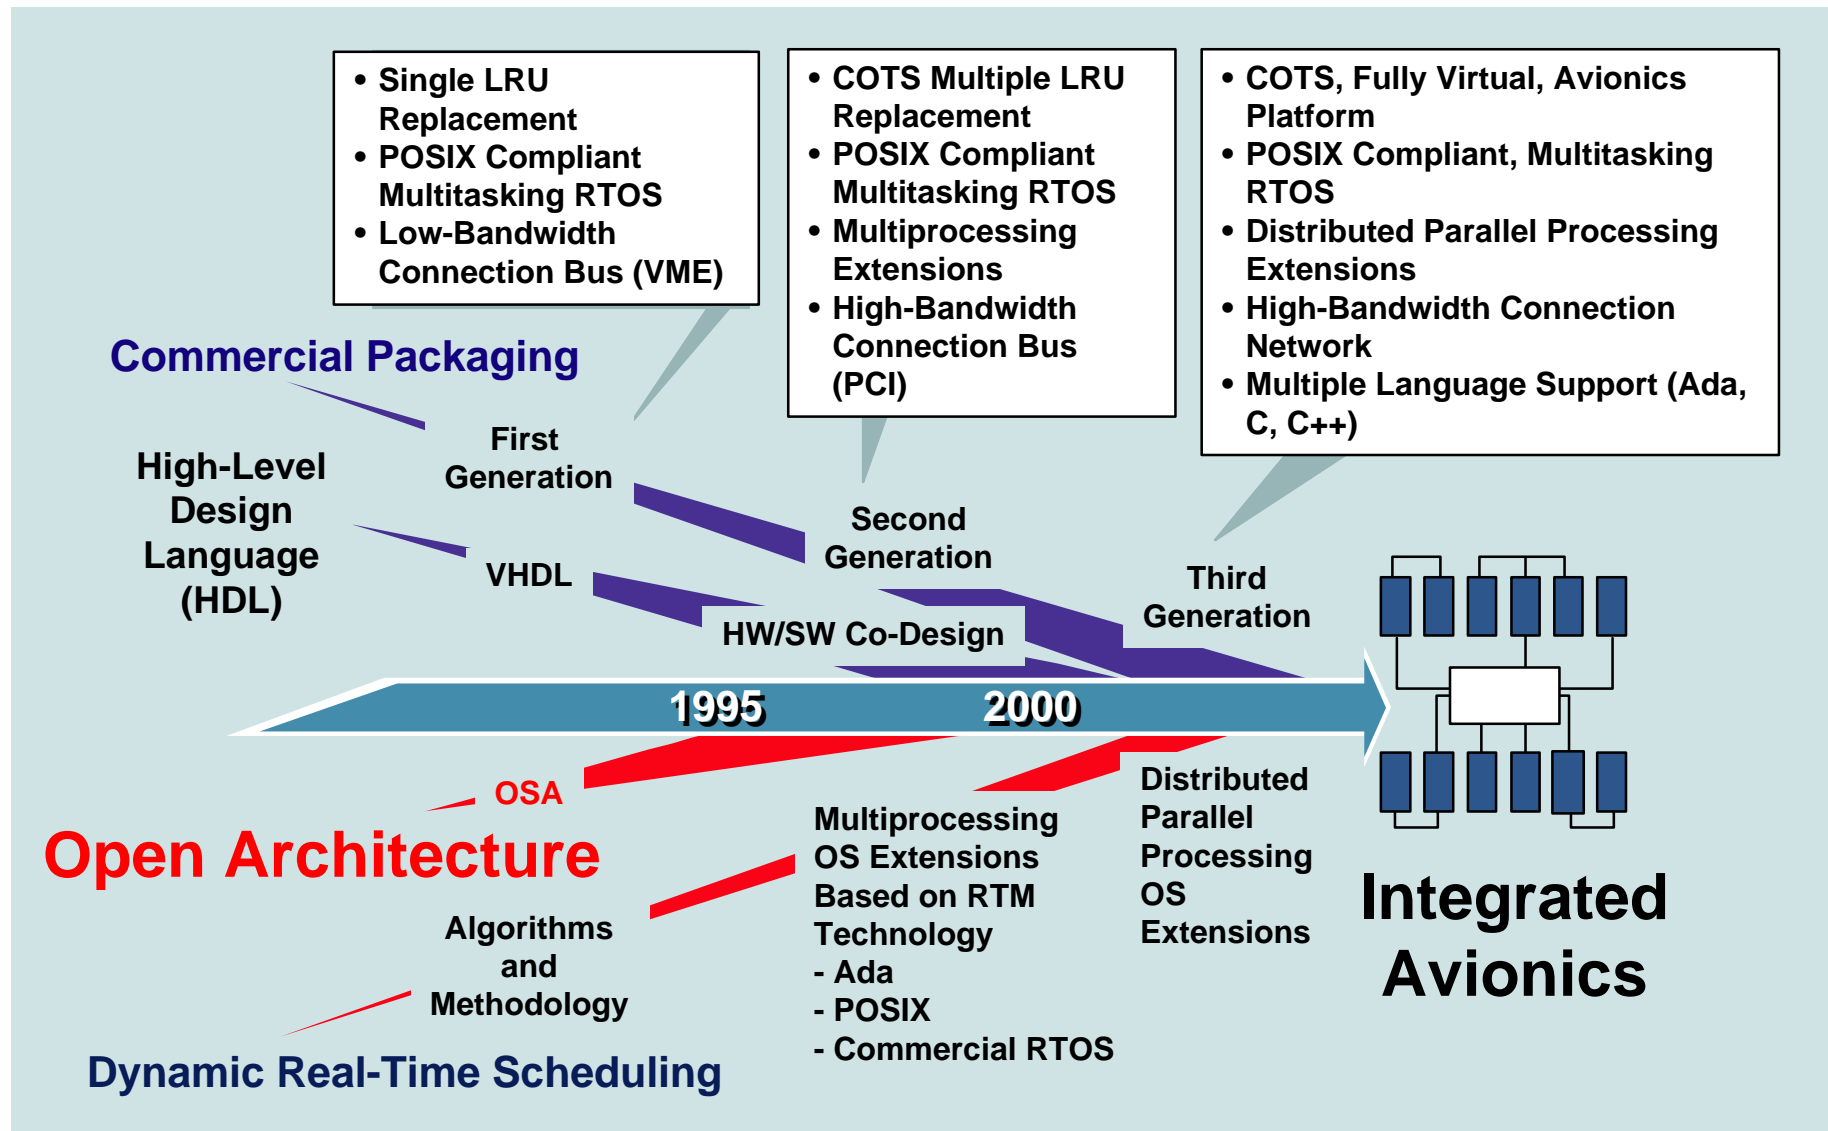 • Single LRU
Replacement
• POSIX Compliant
Multitasking RTOS
• Low-Bandwidth
Connection Bus (VME)
• COTS Multiple LRU
Replacement
• POSIX Compliant
Multitasking RTOS
• Multiprocessing
Extensions
• High-Bandwidth
Connection Bus
(PCI)
• COTS, Fully Virtual, Avionics
Platform
• POSIX Compliant, Multitasking
RTOS
• Distributed Parallel Processing
Extensions
• High-Bandwidth Connection
Network
• Multiple Language Support (Ada,
C, C++)
Commercial Packaging
First
Generation
Second
Generation
Third
Generation
High-Level
Design
Language
(HDL)
VHDL
HW/SW Co-Design
1995
2000
OSA
Open Architecture
Algorithms
and
Methodology
Dynamic Real-Time Scheduling
Multiprocessing
OS Extensions
Based on RTM
Technology
- Ada
- POSIX
- Commercial RTOS
Distributed
Parallel
Processing
OS
Extensions
Integrated
Avionics